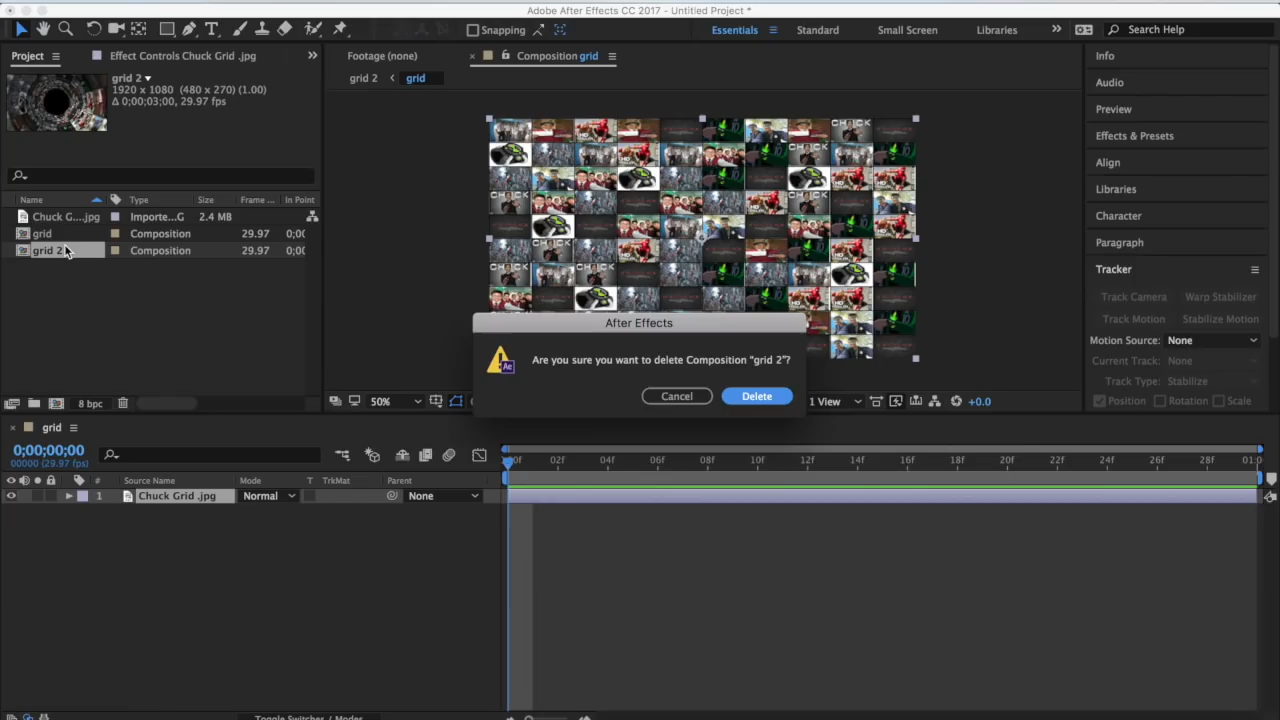 Adobe After Effects CC 2017 - Untitled Project *
Snapping
Essentials
Standard
Small Screen
Libraries
Search Help
Project
Effect Controls Chuck Grid .jpg
Footage (none)
Composition grid
grid 2
1920 x 1080 (480 x 270) (1.00)
Δ 0;00;03;00, 29.97 fps
grid 2
grid
Name Type Size Frame ... In Point
Chuck G....jpg Importe...G 2.4 MB
grid Composition 29.97 0;00
grid 2 Composition 29.97 0;00
8 bpc
50%
1 View
+0.0
Info
Audio
Preview
Effects & Presets
Align
Libraries
Character
Paragraph
Tracker
Track Camera Warp Stabilizer
Track Motion Stabilize Motion
Motion Source: None
Current Track: None
Track Type: Stabilize
Position Rotation Scale
After Effects
Are you sure you want to delete Composition “grid 2”?
Cancel
Delete
grid
0;00;00;00
00000 (29.97 fps)
02f 04f 06f 08f 10f 12f 14f 16f 18f 20f 22f 24f 26f 28f
# Source Name Mode T TrkMat Parent
1 Chuck Grid .jpg Normal None
Toggle Switches / Modes